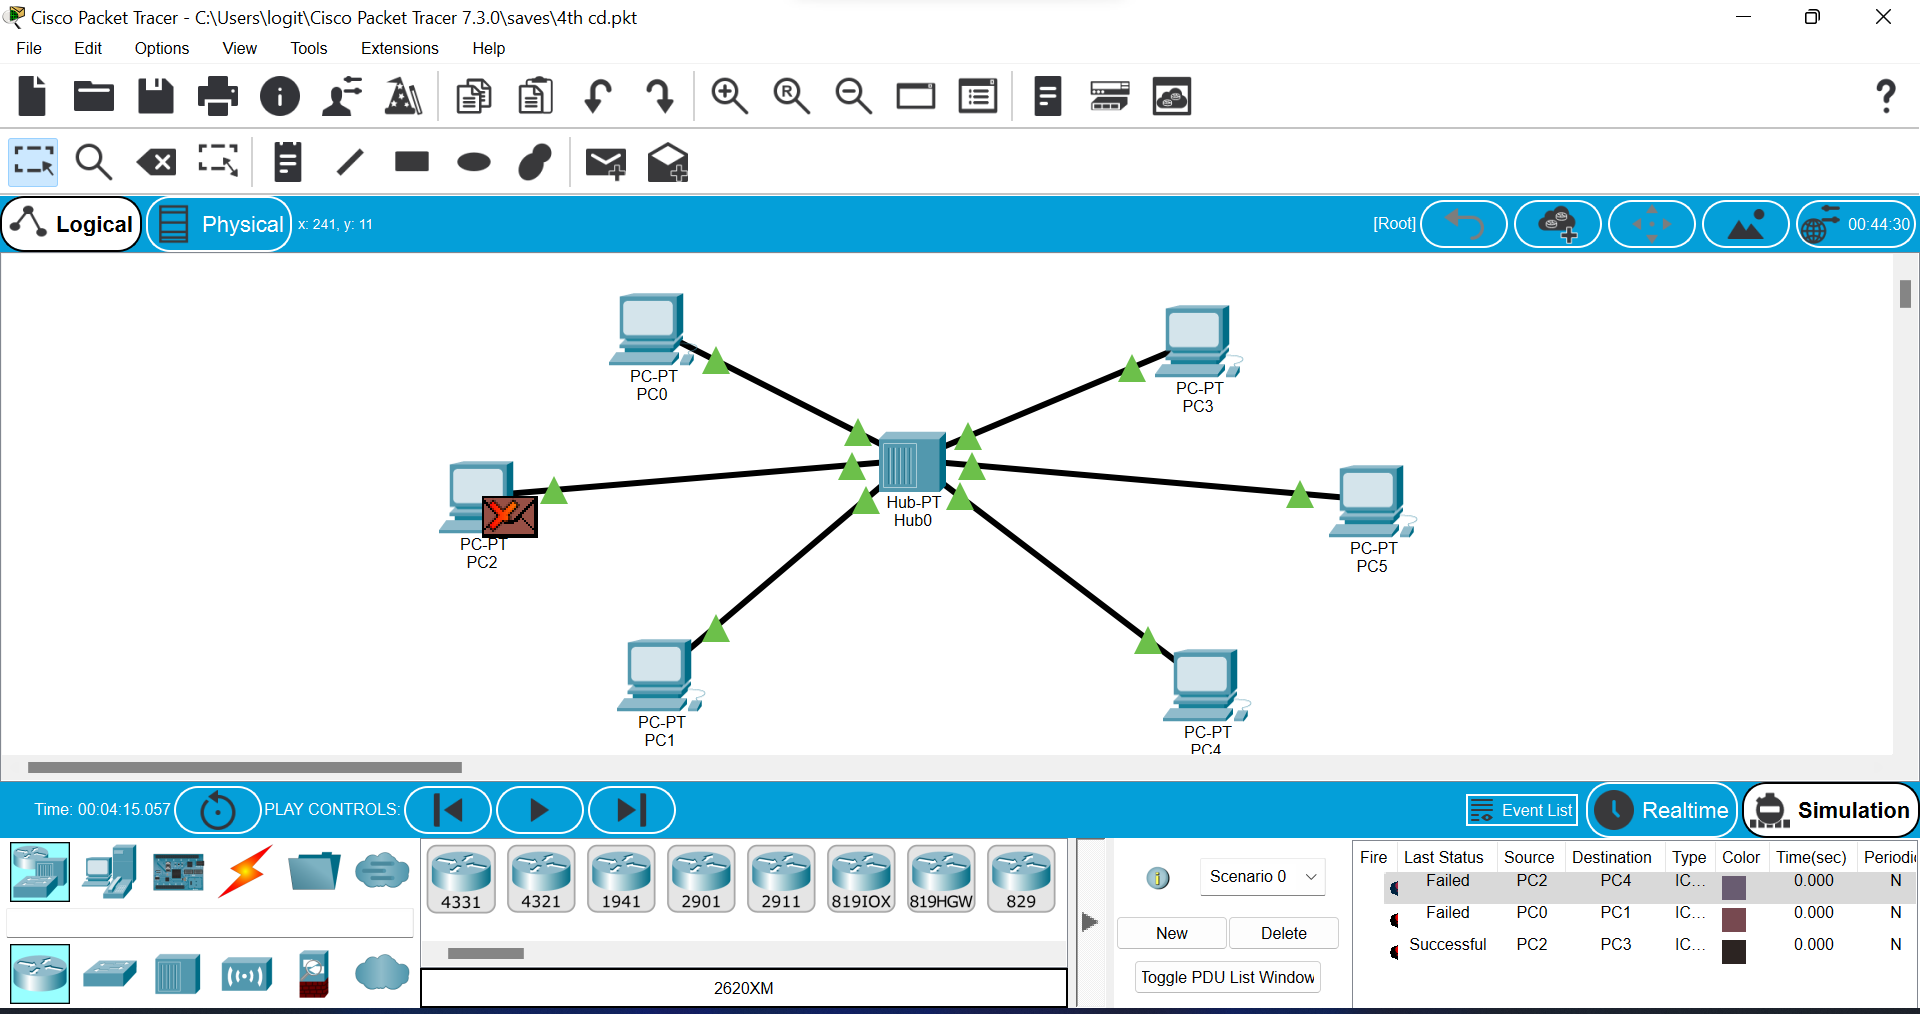 Cisco Packet Tracer - C:\Users\logit\Cisco Packet Tracer 7.3.0\saves\4th cd.pkt
File Edit Options View Tools Extensions Help
Logical Physical x: 241, y: 11 [Root] 00:44:30
PC-PT
PC0
PC-PT
PC3
Hub-PT
Hub0
PC-PT
PC2
PC-PT
PC5
PC-PT
PC1
PC-PT
PC4
Time: 00:04:15.057 PLAY CONTROLS: Event List Realtime Simulation
4331 4321 1941 2901 2911 819IOX 819HGW 829
2620XM
Scenario 0
New Delete
Toggle PDU List Window
Fire Last Status Source Destination Type Color Time(sec) Periodic
Failed PC2 PC4 IC... 0.000 N
Failed PC0 PC1 IC... 0.000 N
Successful PC2 PC3 IC... 0.000 N